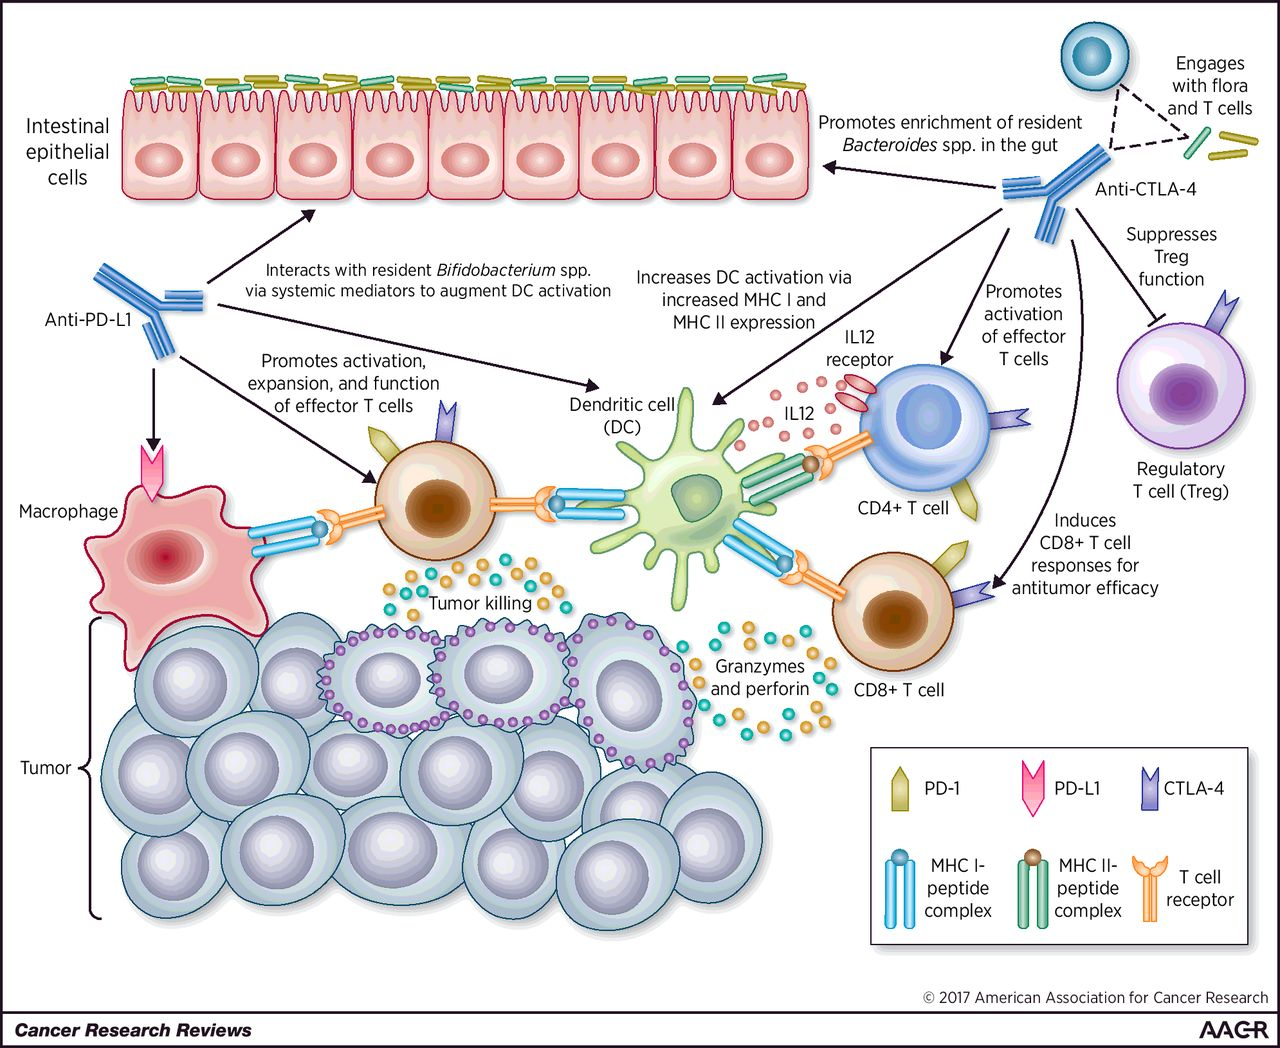 Intestinal
epithelial
cells
Engages
with flora
and T cells
Promotes enrichment of resident
Bacteroides spp. in the gut
Anti-CTLA-4
Suppresses
Treg
function
Interacts with resident Bifidobacterium spp.
via systemic mediators to augment DC activation
Anti-PD-L1
Increases DC activation via
increased MHC I and
MHC II expression
Promotes
activation
of effector
T cells
IL12
receptor
Promotes activation,
expansion, and function
of effector T cells
Dendritic cell
(DC)
IL12
Macrophage
CD4+ T cell
Regulatory
T cell (Treg)
Induces
CD8+ T cell
responses for
antitumor efficacy
Tumor killing
Granzymes
and perforin
CD8+ T cell
Tumor
PD-1
PD-L1
CTLA-4
MHC I-
peptide
complex
MHC II-
peptide
complex
T cell
receptor
© 2017 American Association for Cancer Research
Cancer Research Reviews
AACR